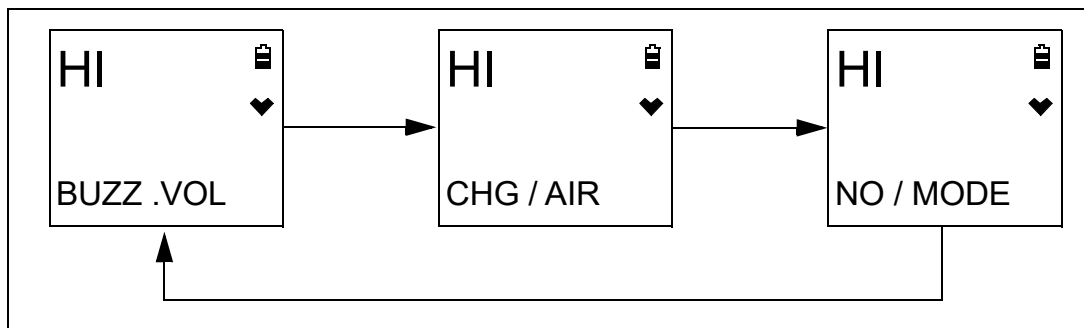 HI
BUZZ .VOL
HI
CHG / AIR
HI
NO / MODE